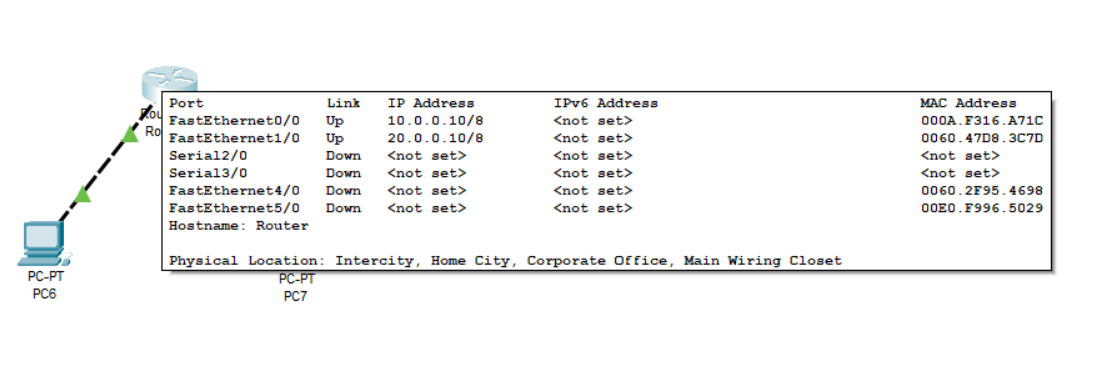 Port Link IP Address IPv6 Address MAC Address
FastEthernet0/0 Up 10.0.0.10/8 <not set> 000A.F316.A71C
FastEthernet1/0 Up 20.0.0.10/8 <not set> 0060.47D8.3C7D
Serial2/0 Down <not set> <not set> <not set>
Serial3/0 Down <not set> <not set> <not set>
FastEthernet4/0 Down <not set> <not set> 0060.2F95.4698
FastEthernet5/0 Down <not set> <not set> 00E0.F996.5029
Hostname: Router
Physical Location: Intercity, Home City, Corporate Office, Main Wiring Closet
PC-PT
PC6
PC-PT
PC7